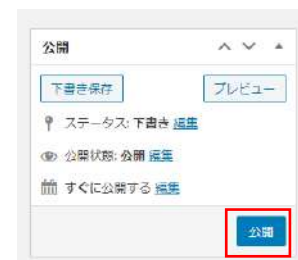 公開
下書き保存 プレビュー
ステータス: 下書き 編集
公開状態: 公開 編集
すぐに公開する 編集
公開